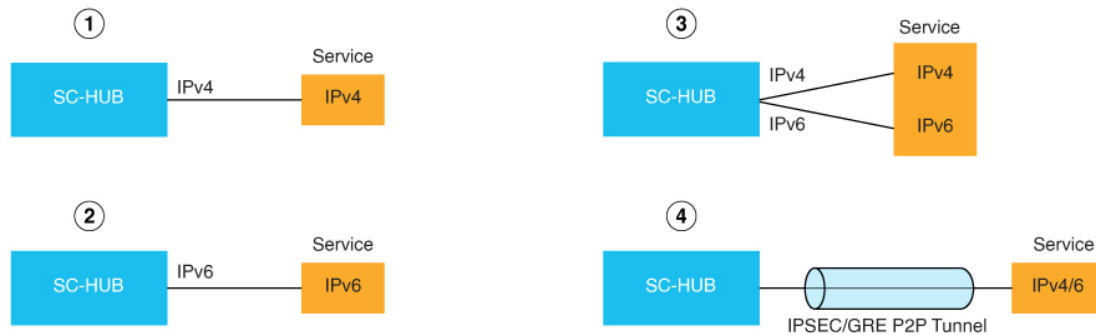 1
Service
SC-HUB
IPv4
IPv4
2
Service
SC-HUB
IPv6
IPv6
3
Service
SC-HUB
IPv4
IPv4
IPv6
IPv6
4
Service
SC-HUB
IPv4/6
IPSEC/GRE P2P Tunnel